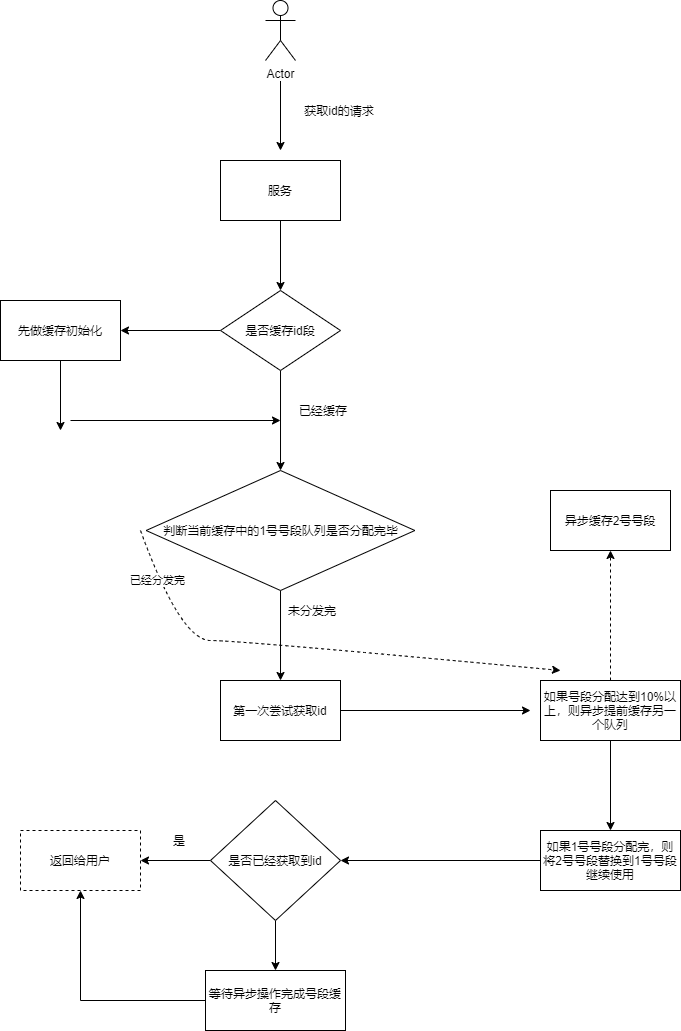 Actor
获取id的请求
服务
先做缓存初始化
是否缓存id段
已经缓存
判断当前缓存中的1号号段队列是否分配完毕
异步缓存2号号段
已经分发完
未分发完
第一次尝试获取id
如果号段分配达到10%以
上，则异步提前缓存另一
个队列
是
返回给用户
是否已经获取到id
如果1号号段分配完，则
将2号号段替换到1号号段
继续使用
等待异步操作完成号段缓
存